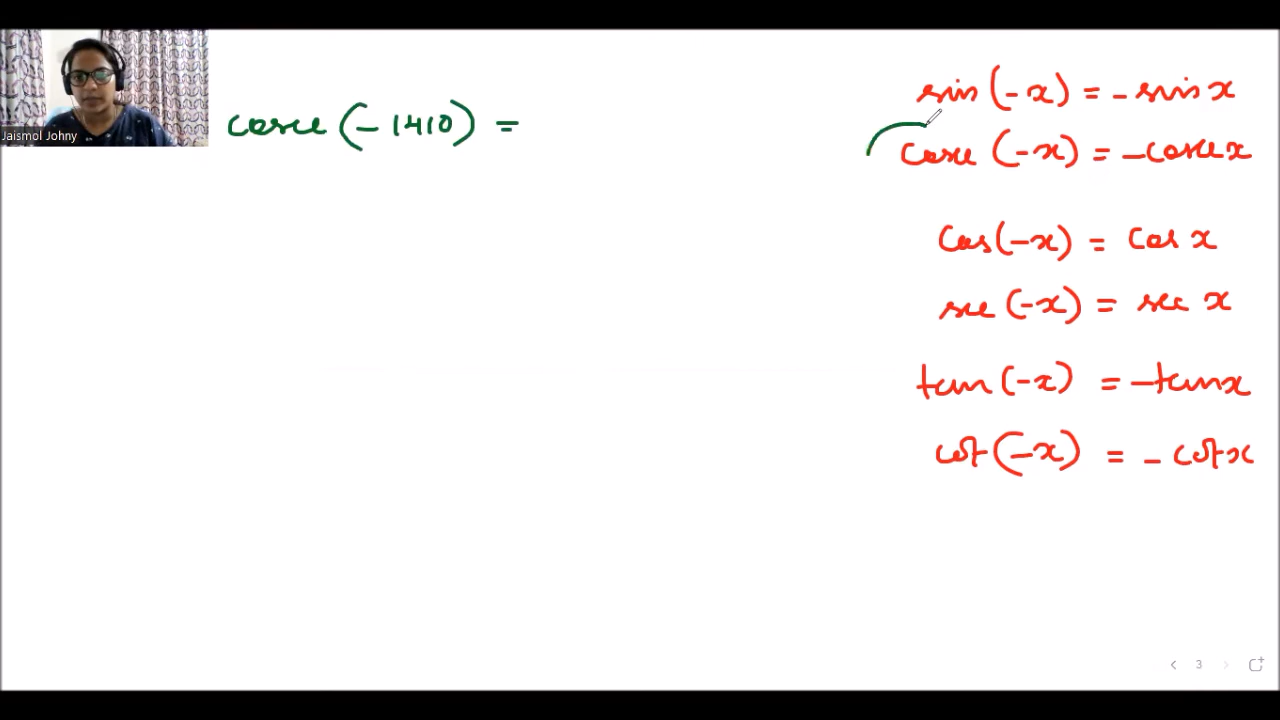 Jaismol Johny
cosec (-1410) =
sin (-x) = - sin x
cosec (-x) = -cosec x
cos(-x) = cos x
sec (-x) = sec x
tan (-x) = -tan x
cot (-x) = - cot x
3